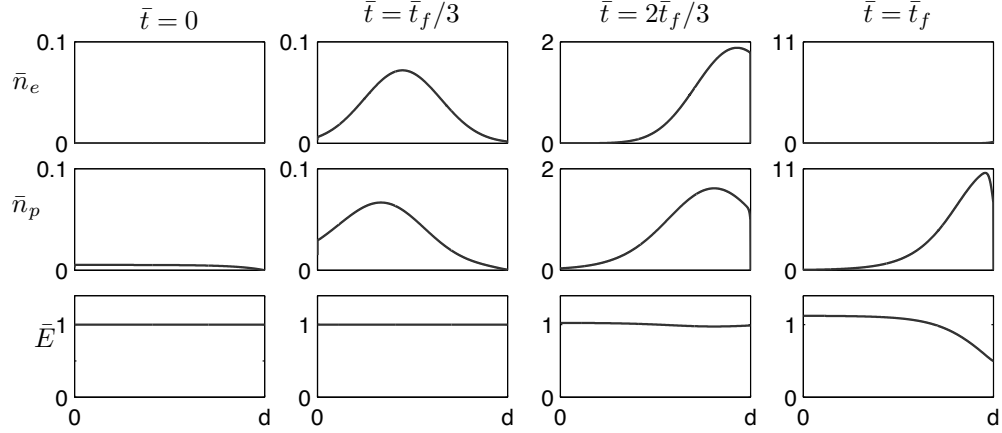 t̄ = 0 t̄ = t̄_f/3 t̄ = 2t̄_f/3 t̄ = t̄_f
0.1 0.1 2 11
n̄_e
0 0 0 0
0.1 0.1 2 11
n̄_p
0 0 0 0
Ē 1 1 1 1
0 0 0 0
0 d 0 d 0 d 0 d